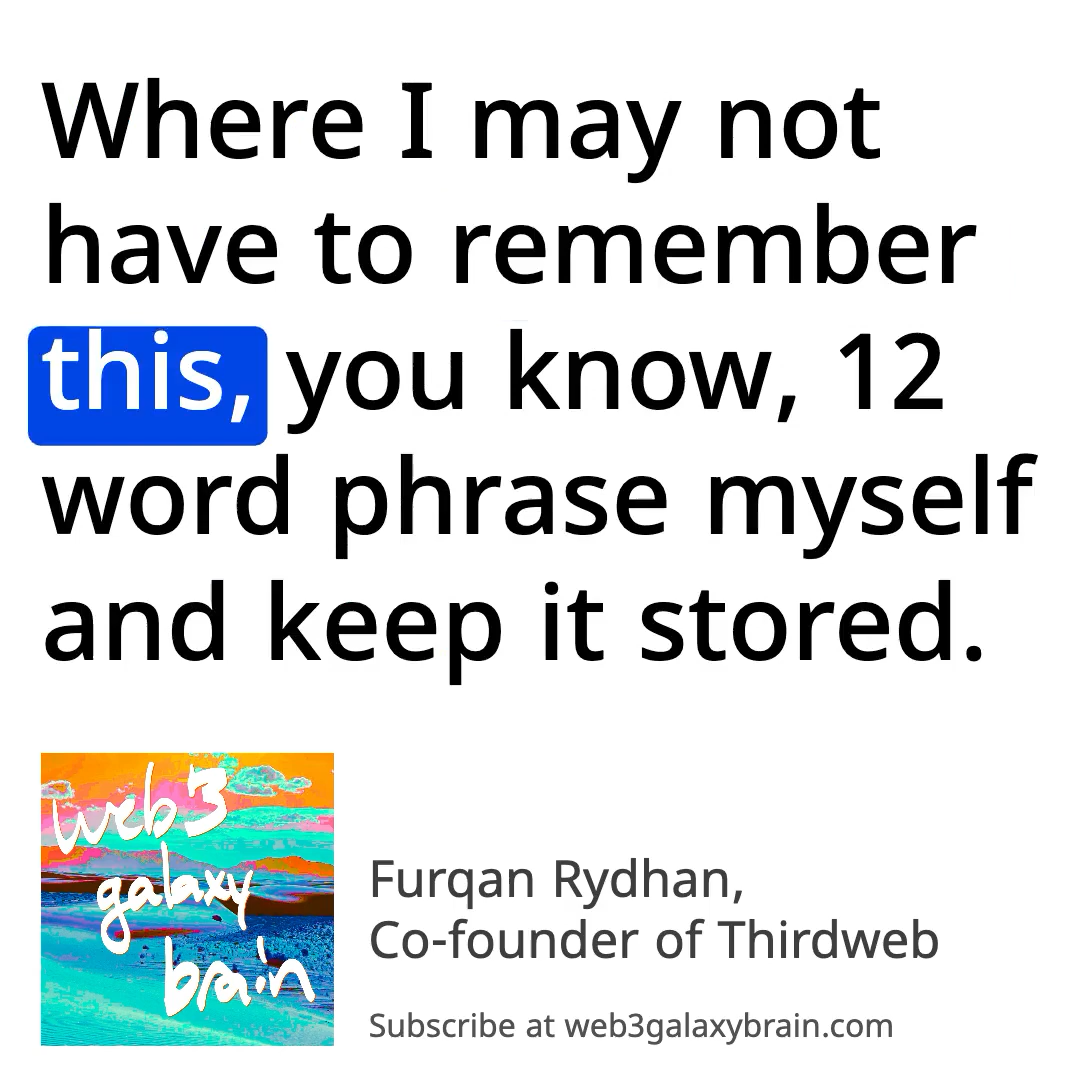 Where I may not
have to remember
this, you know, 12
word phrase myself
and keep it stored.
web3
galaxy
brain
Furqan Rydhan,
Co-founder of Thirdweb
Subscribe at web3galaxybrain.com